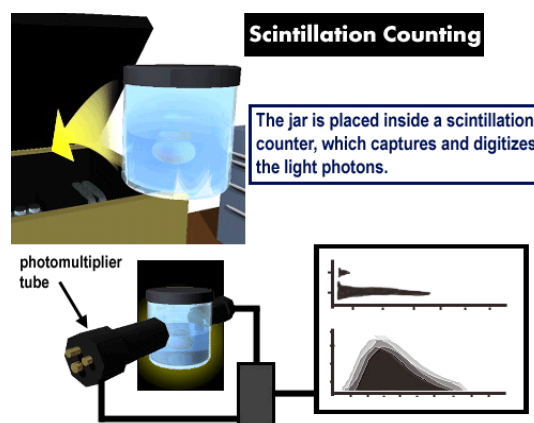 Scintillation Counting
The jar is placed inside a scintillation
counter, which captures and digitizes
the light photons.
photomultiplier
tube